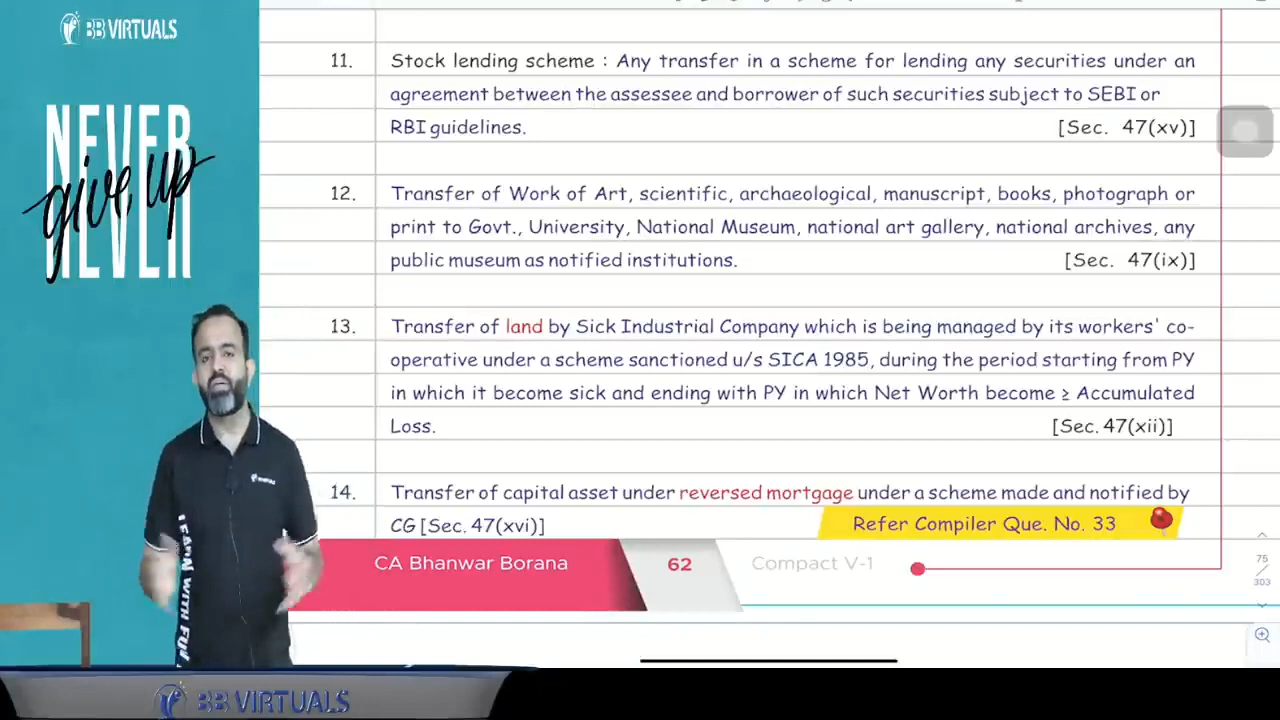 BB VIRTUALS
NEVER
give up
NEVER
11. Stock lending scheme : Any transfer in a scheme for lending any securities under an
agreement between the assessee and borrower of such securities subject to SEBI or
RBI guidelines. [Sec. 47(xv)]
12. Transfer of Work of Art, scientific, archaeological, manuscript, books, photograph or
print to Govt., University, National Museum, national art gallery, national archives, any
public museum as notified institutions. [Sec. 47(ix)]
13. Transfer of land by Sick Industrial Company which is being managed by its workers' co-
operative under a scheme sanctioned u/s SICA 1985, during the period starting from PY
in which it become sick and ending with PY in which Net Worth become ≥ Accumulated
Loss. [Sec. 47(xii)]
14. Transfer of capital asset under reversed mortgage under a scheme made and notified by
CG [Sec. 47(xvi)] Refer Compiler Que. No. 33
CA Bhanwar Borana 62 Compact V-1
75
303
LEARN WITH FU
BB VIRTUALS